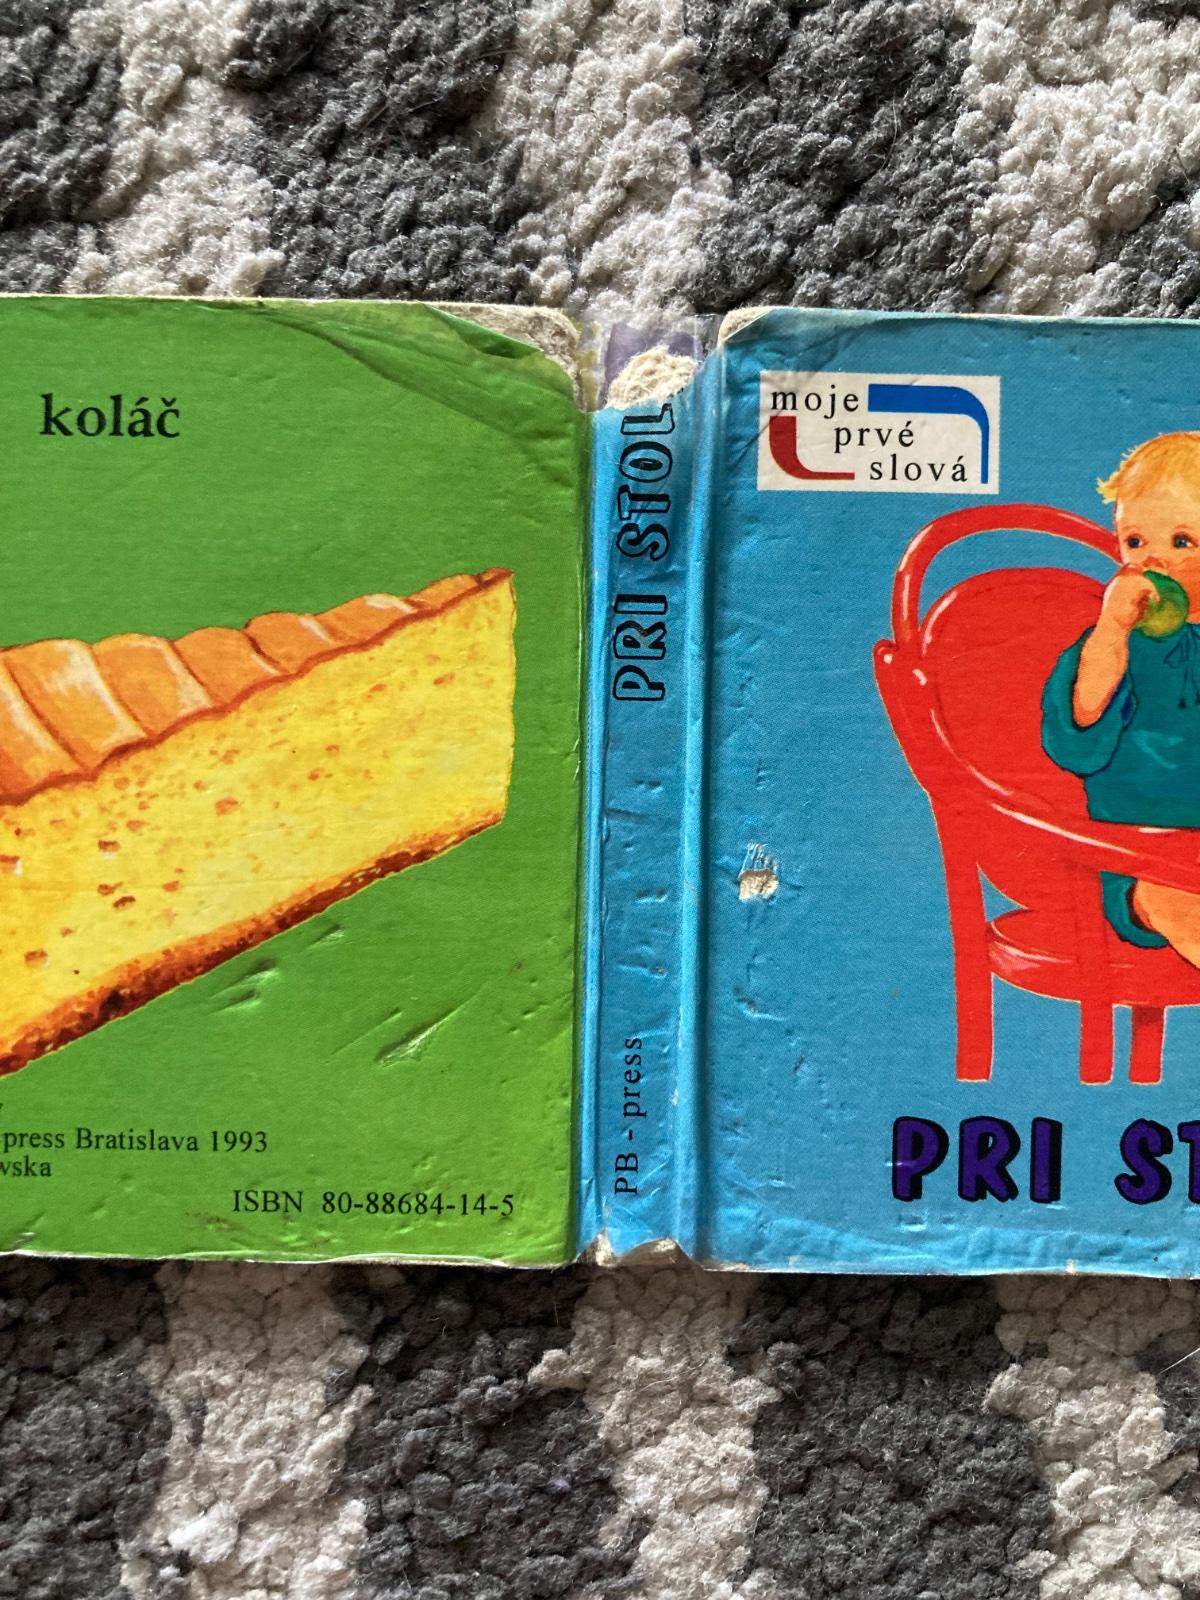 koláč
press Bratislava 1993
wska
ISBN 80-88684-14-5
PRI STOL
PB - press
moje
prvé
slová
PRI ST